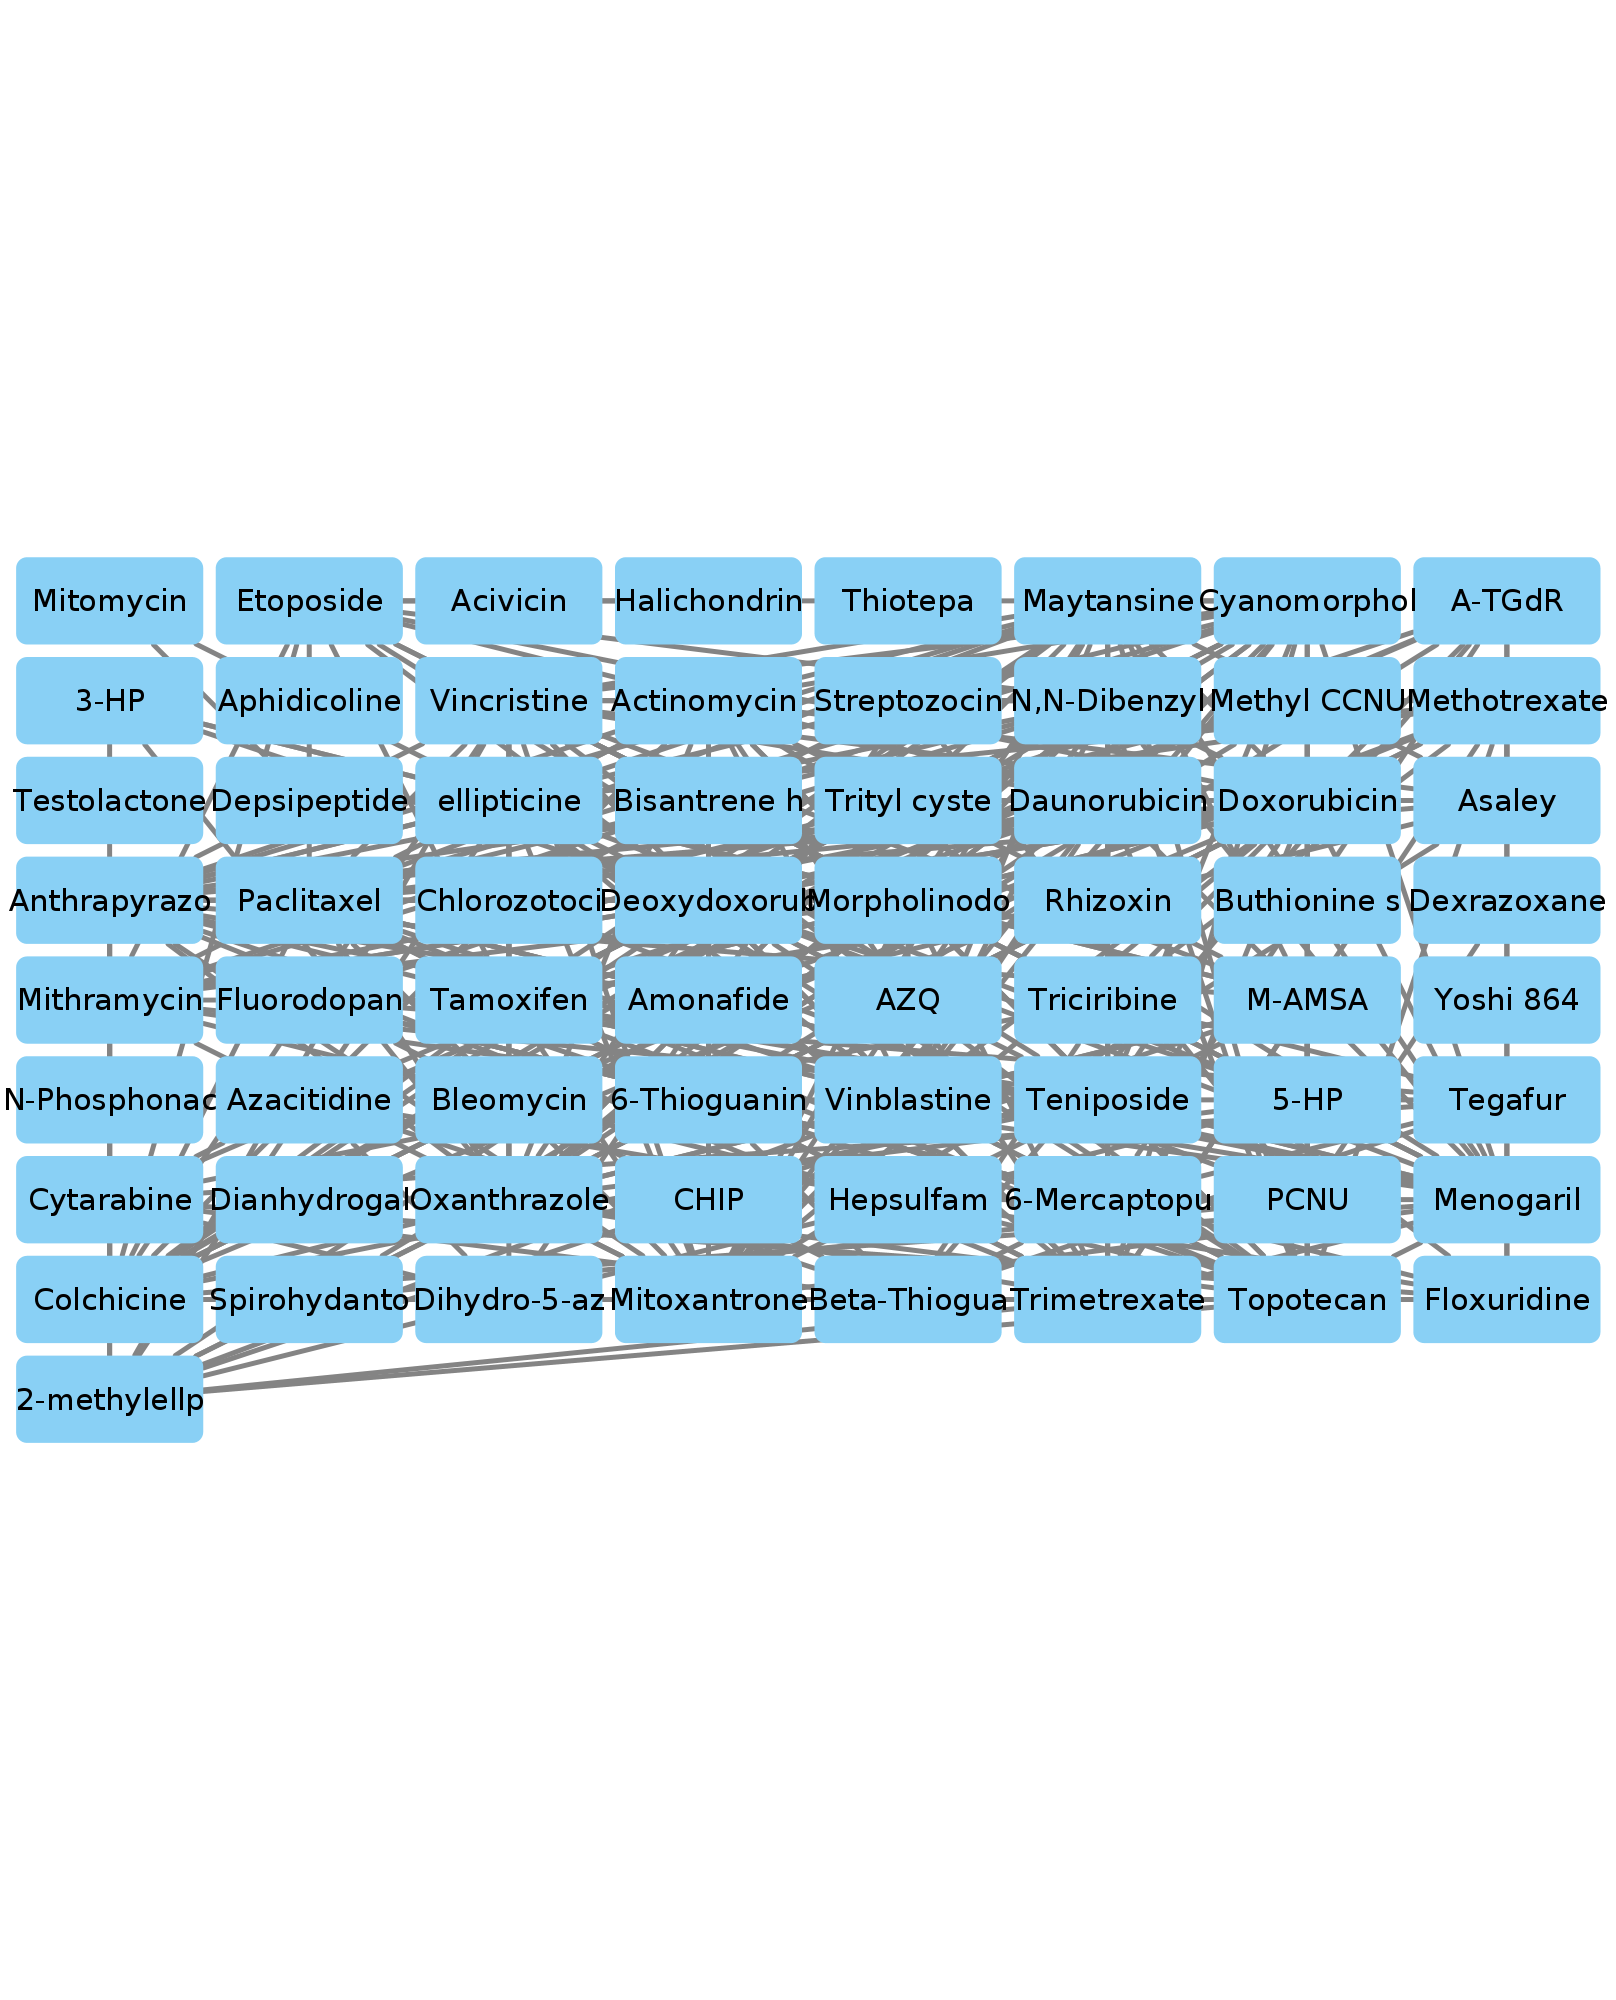 Mitomycin Etoposide Acivicin Halichondrin Thiotepa Maytansine Cyanomorphol A-TGdR
3-HP Aphidicoline Vincristine Actinomycin Streptozocin N,N-Dibenzyl Methyl CCNU Methotrexate
Testolactone Depsipeptide ellipticine Bisantrene h Trityl cyste Daunorubicin Doxorubicin Asaley
Anthrapyrazo Paclitaxel Chlorozotoci Deoxydoxorub Morpholinodo Rhizoxin Buthionine s Dexrazoxane
Mithramycin Fluorodopan Tamoxifen Amonafide AZQ Triciribine M-AMSA Yoshi 864
N-Phosphonac Azacitidine Bleomycin 6-Thioguanin Vinblastine Teniposide 5-HP Tegafur
Cytarabine Dianhydrogal Oxanthrazole CHIP Hepsulfam 6-Mercaptopu PCNU Menogaril
Colchicine Spirohydanto Dihydro-5-az Mitoxantrone Beta-Thiogua Trimetrexate Topotecan Floxuridine
2-methylellp